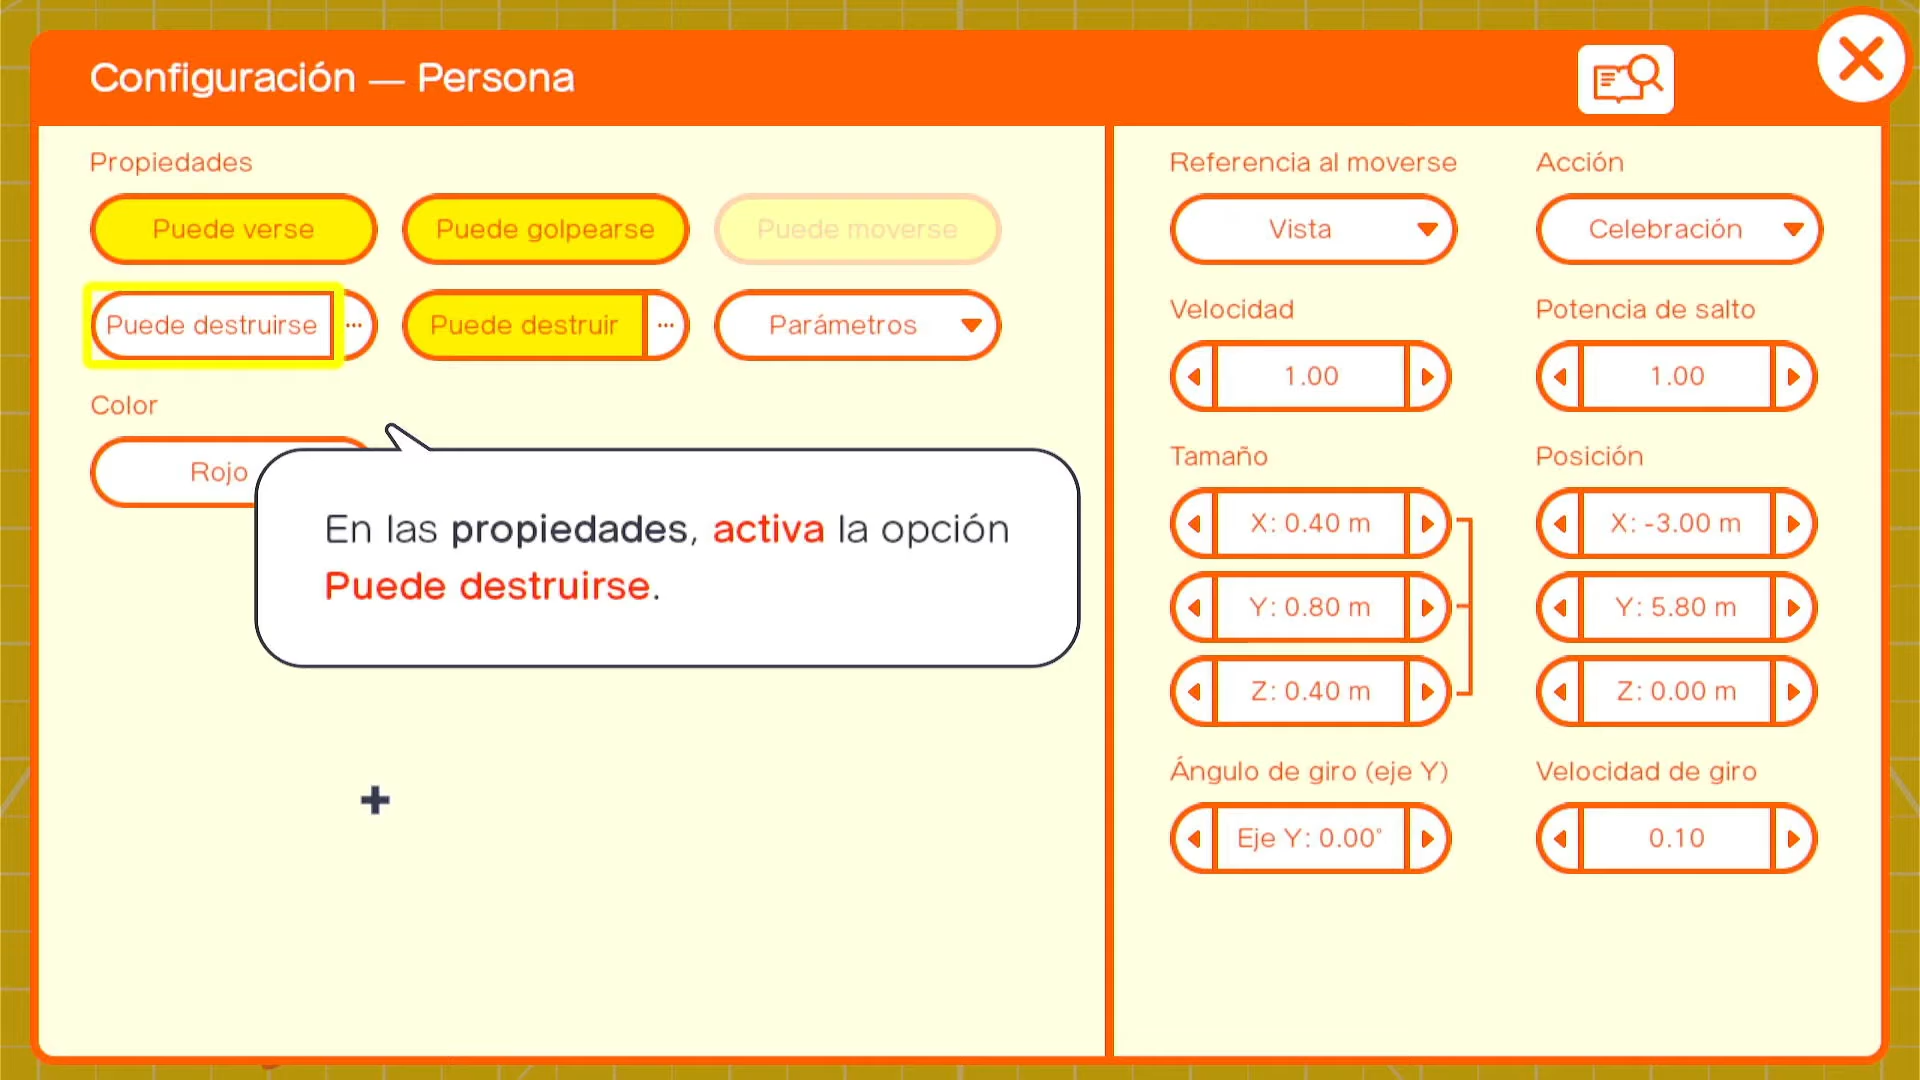 Configuración — Persona
Propiedades
Puede verse
Puede golpearse
Puede moverse
Puede destruirse
...
Puede destruir
...
Parámetros
Color
Rojo
En las propiedades, activa la opción
Puede destruirse.
Referencia al moverse
Acción
Vista
Celebración
Velocidad
Potencia de salto
1.00
1.00
Tamaño
Posición
X: 0.40 m
X: -3.00 m
Y: 0.80 m
Y: 5.80 m
Z: 0.40 m
Z: 0.00 m
Ángulo de giro (eje Y)
Velocidad de giro
Eje Y: 0.00°
0.10